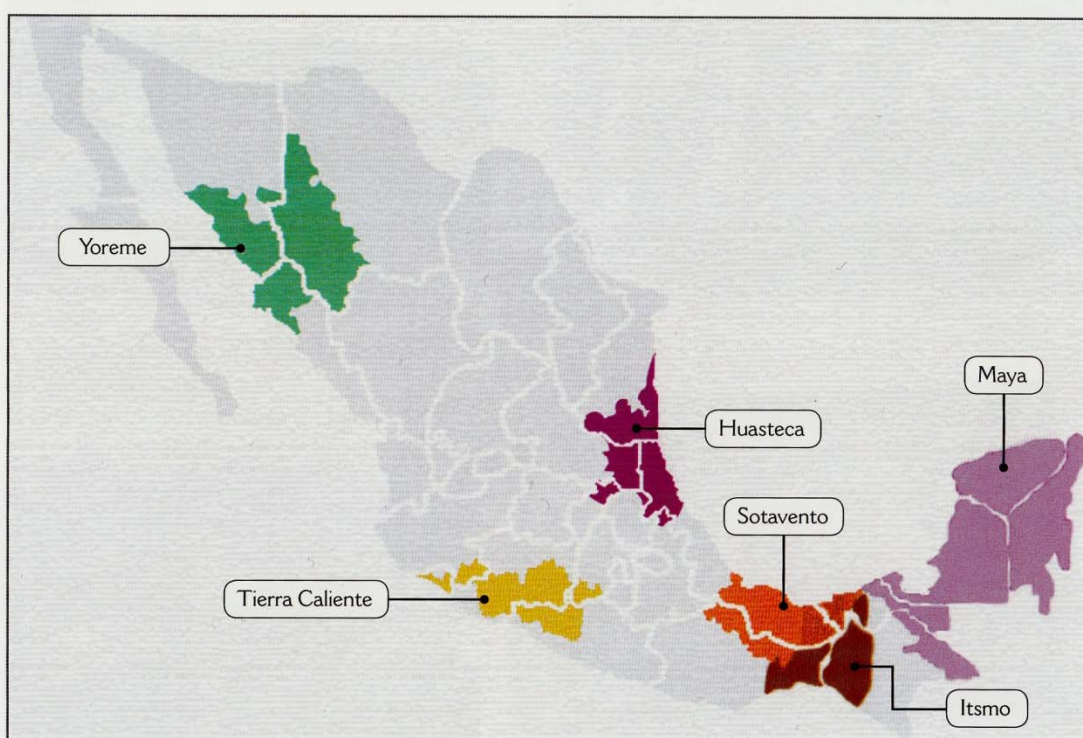 Yoreme
Maya
Huasteca
Sotavento
Tierra Caliente
Itsmo